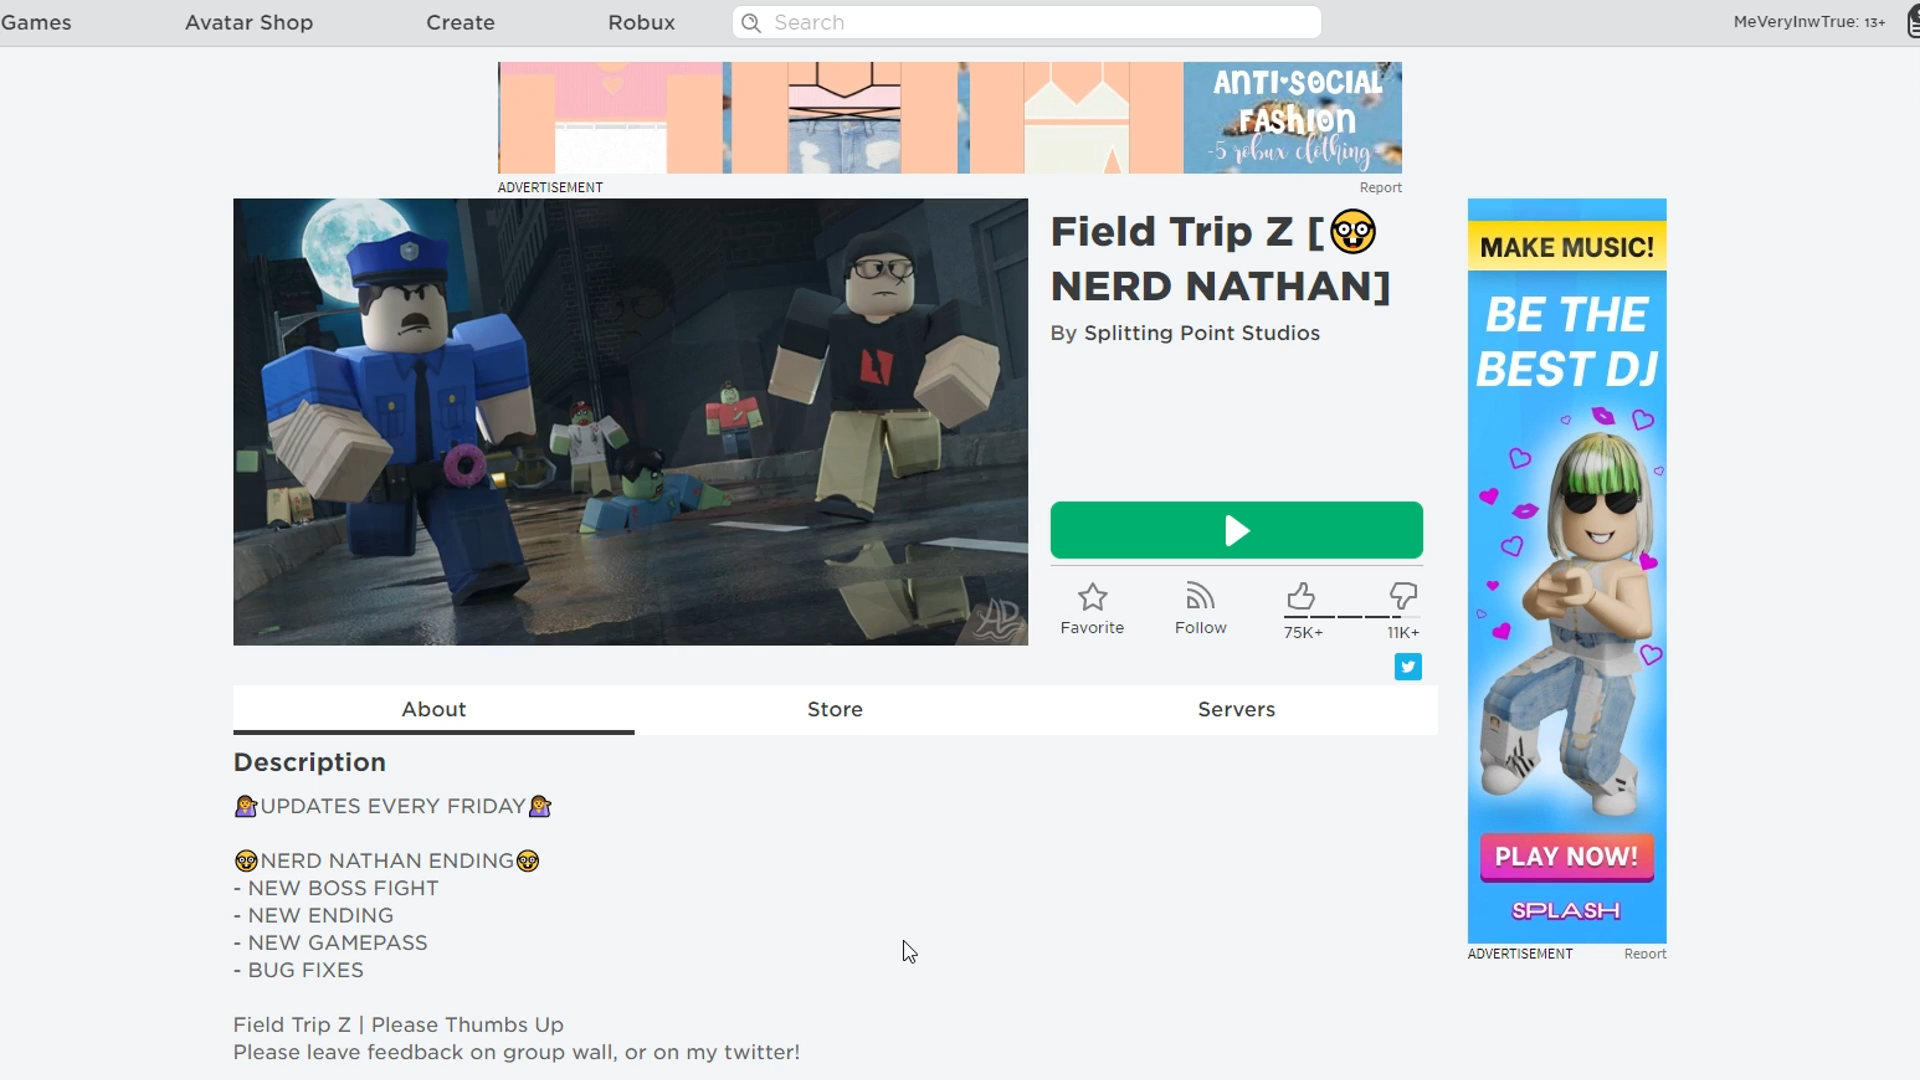 Games
Avatar Shop
Create
Robux
Search
MeVeryInwTrue: 13+
ANTI-SOCIAL
FASHION
-5 robux clothing-
ADVERTISEMENT
Report
Field Trip Z [🤓
NERD NATHAN]
By Splitting Point Studios
Favorite
Follow
75K+
11K+
MAKE MUSIC!
BE THE
BEST DJ
PLAY NOW!
SPLASH
ADVERTISEMENT
Report
About
Store
Servers
Description
💁UPDATES EVERY FRIDAY💁
🤓NERD NATHAN ENDING🤓
- NEW BOSS FIGHT
- NEW ENDING
- NEW GAMEPASS
- BUG FIXES
Field Trip Z | Please Thumbs Up
Please leave feedback on group wall, or on my twitter!